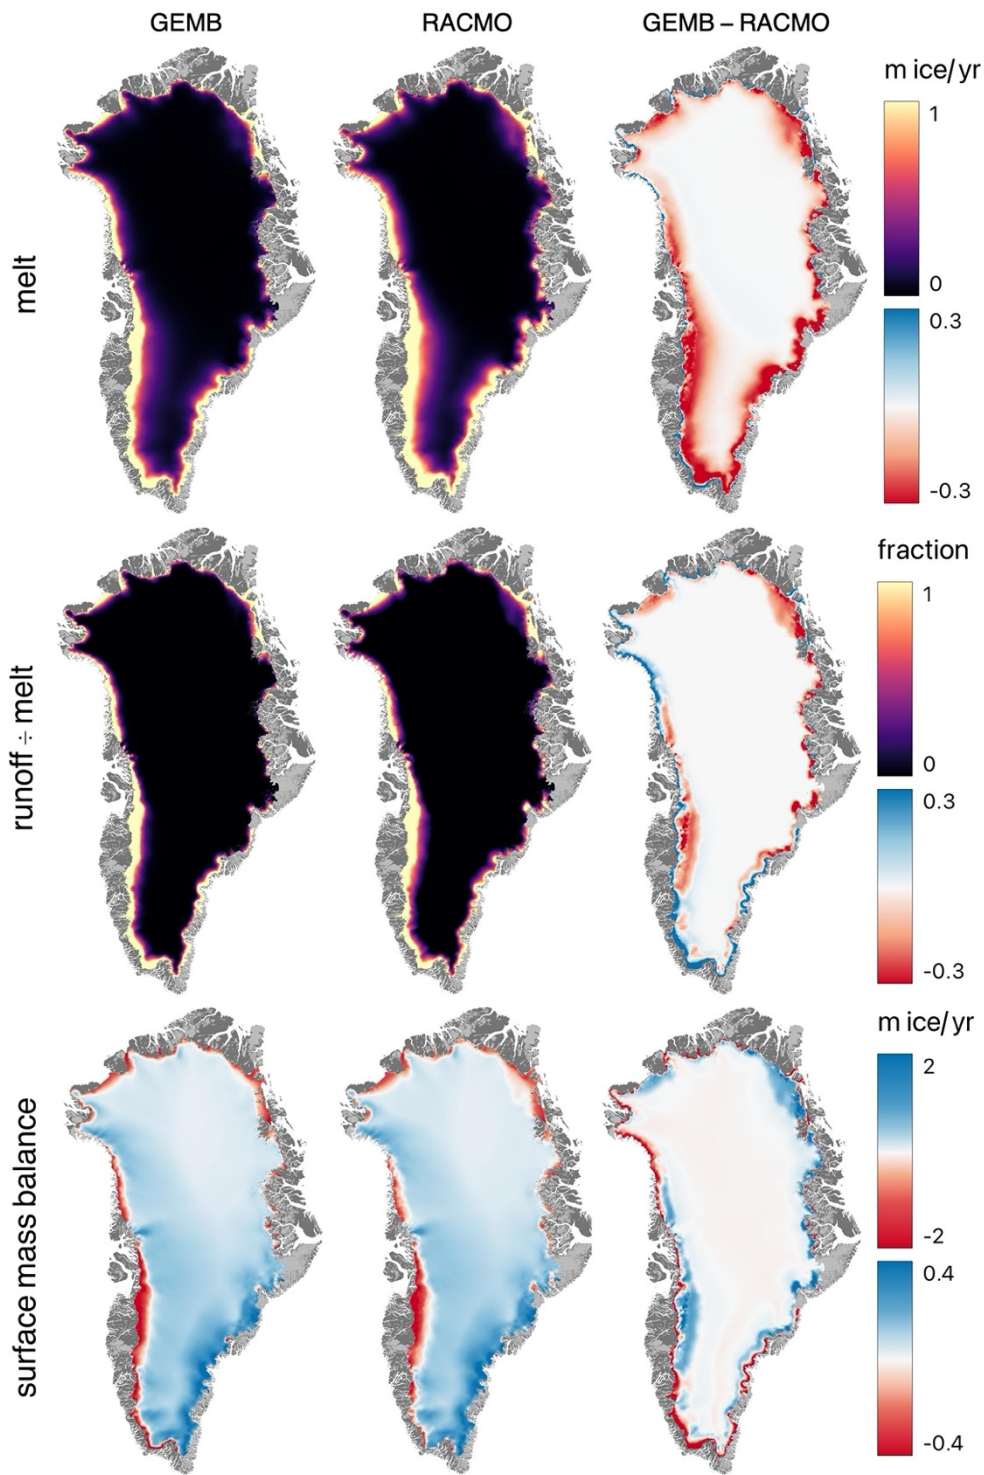 GEMB RACMO GEMB – RACMO
m ice/yr
1
melt
0
0.3
-0.3
fraction
1
runoff ÷ melt
0
0.3
-0.3
m ice/yr
2
surface mass balance
-2
0.4
-0.4